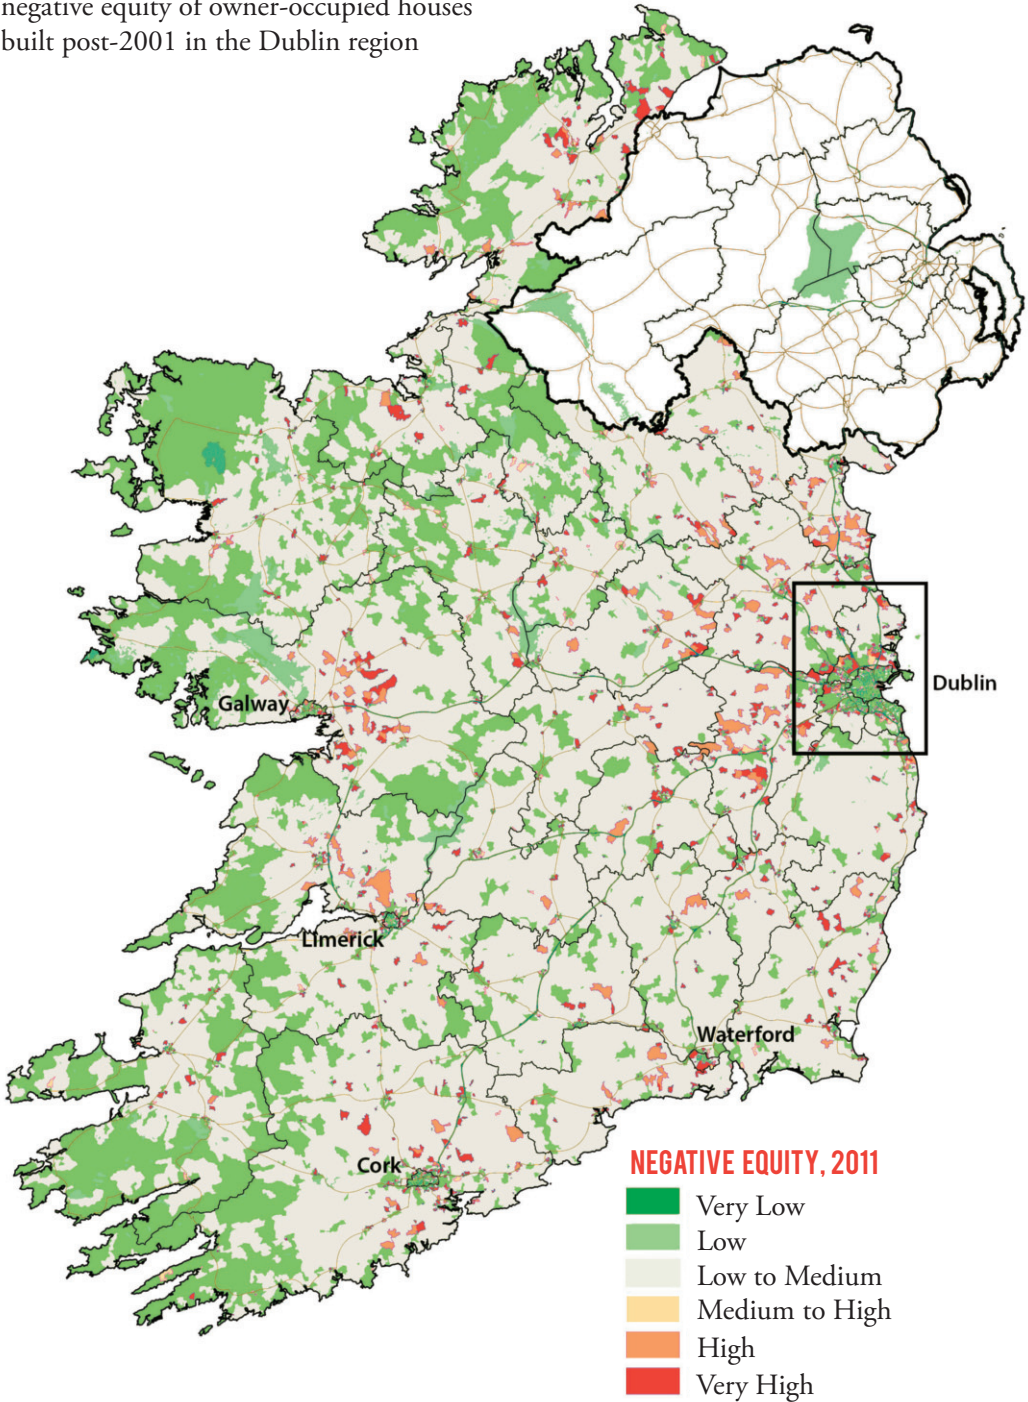 negative equity of owner-occupied houses
built post-2001 in the Dublin region
Galway
Dublin
Limerick
Waterford
Cork
NEGATIVE EQUITY, 2011
Very Low
Low
Low to Medium
Medium to High
High
Very High